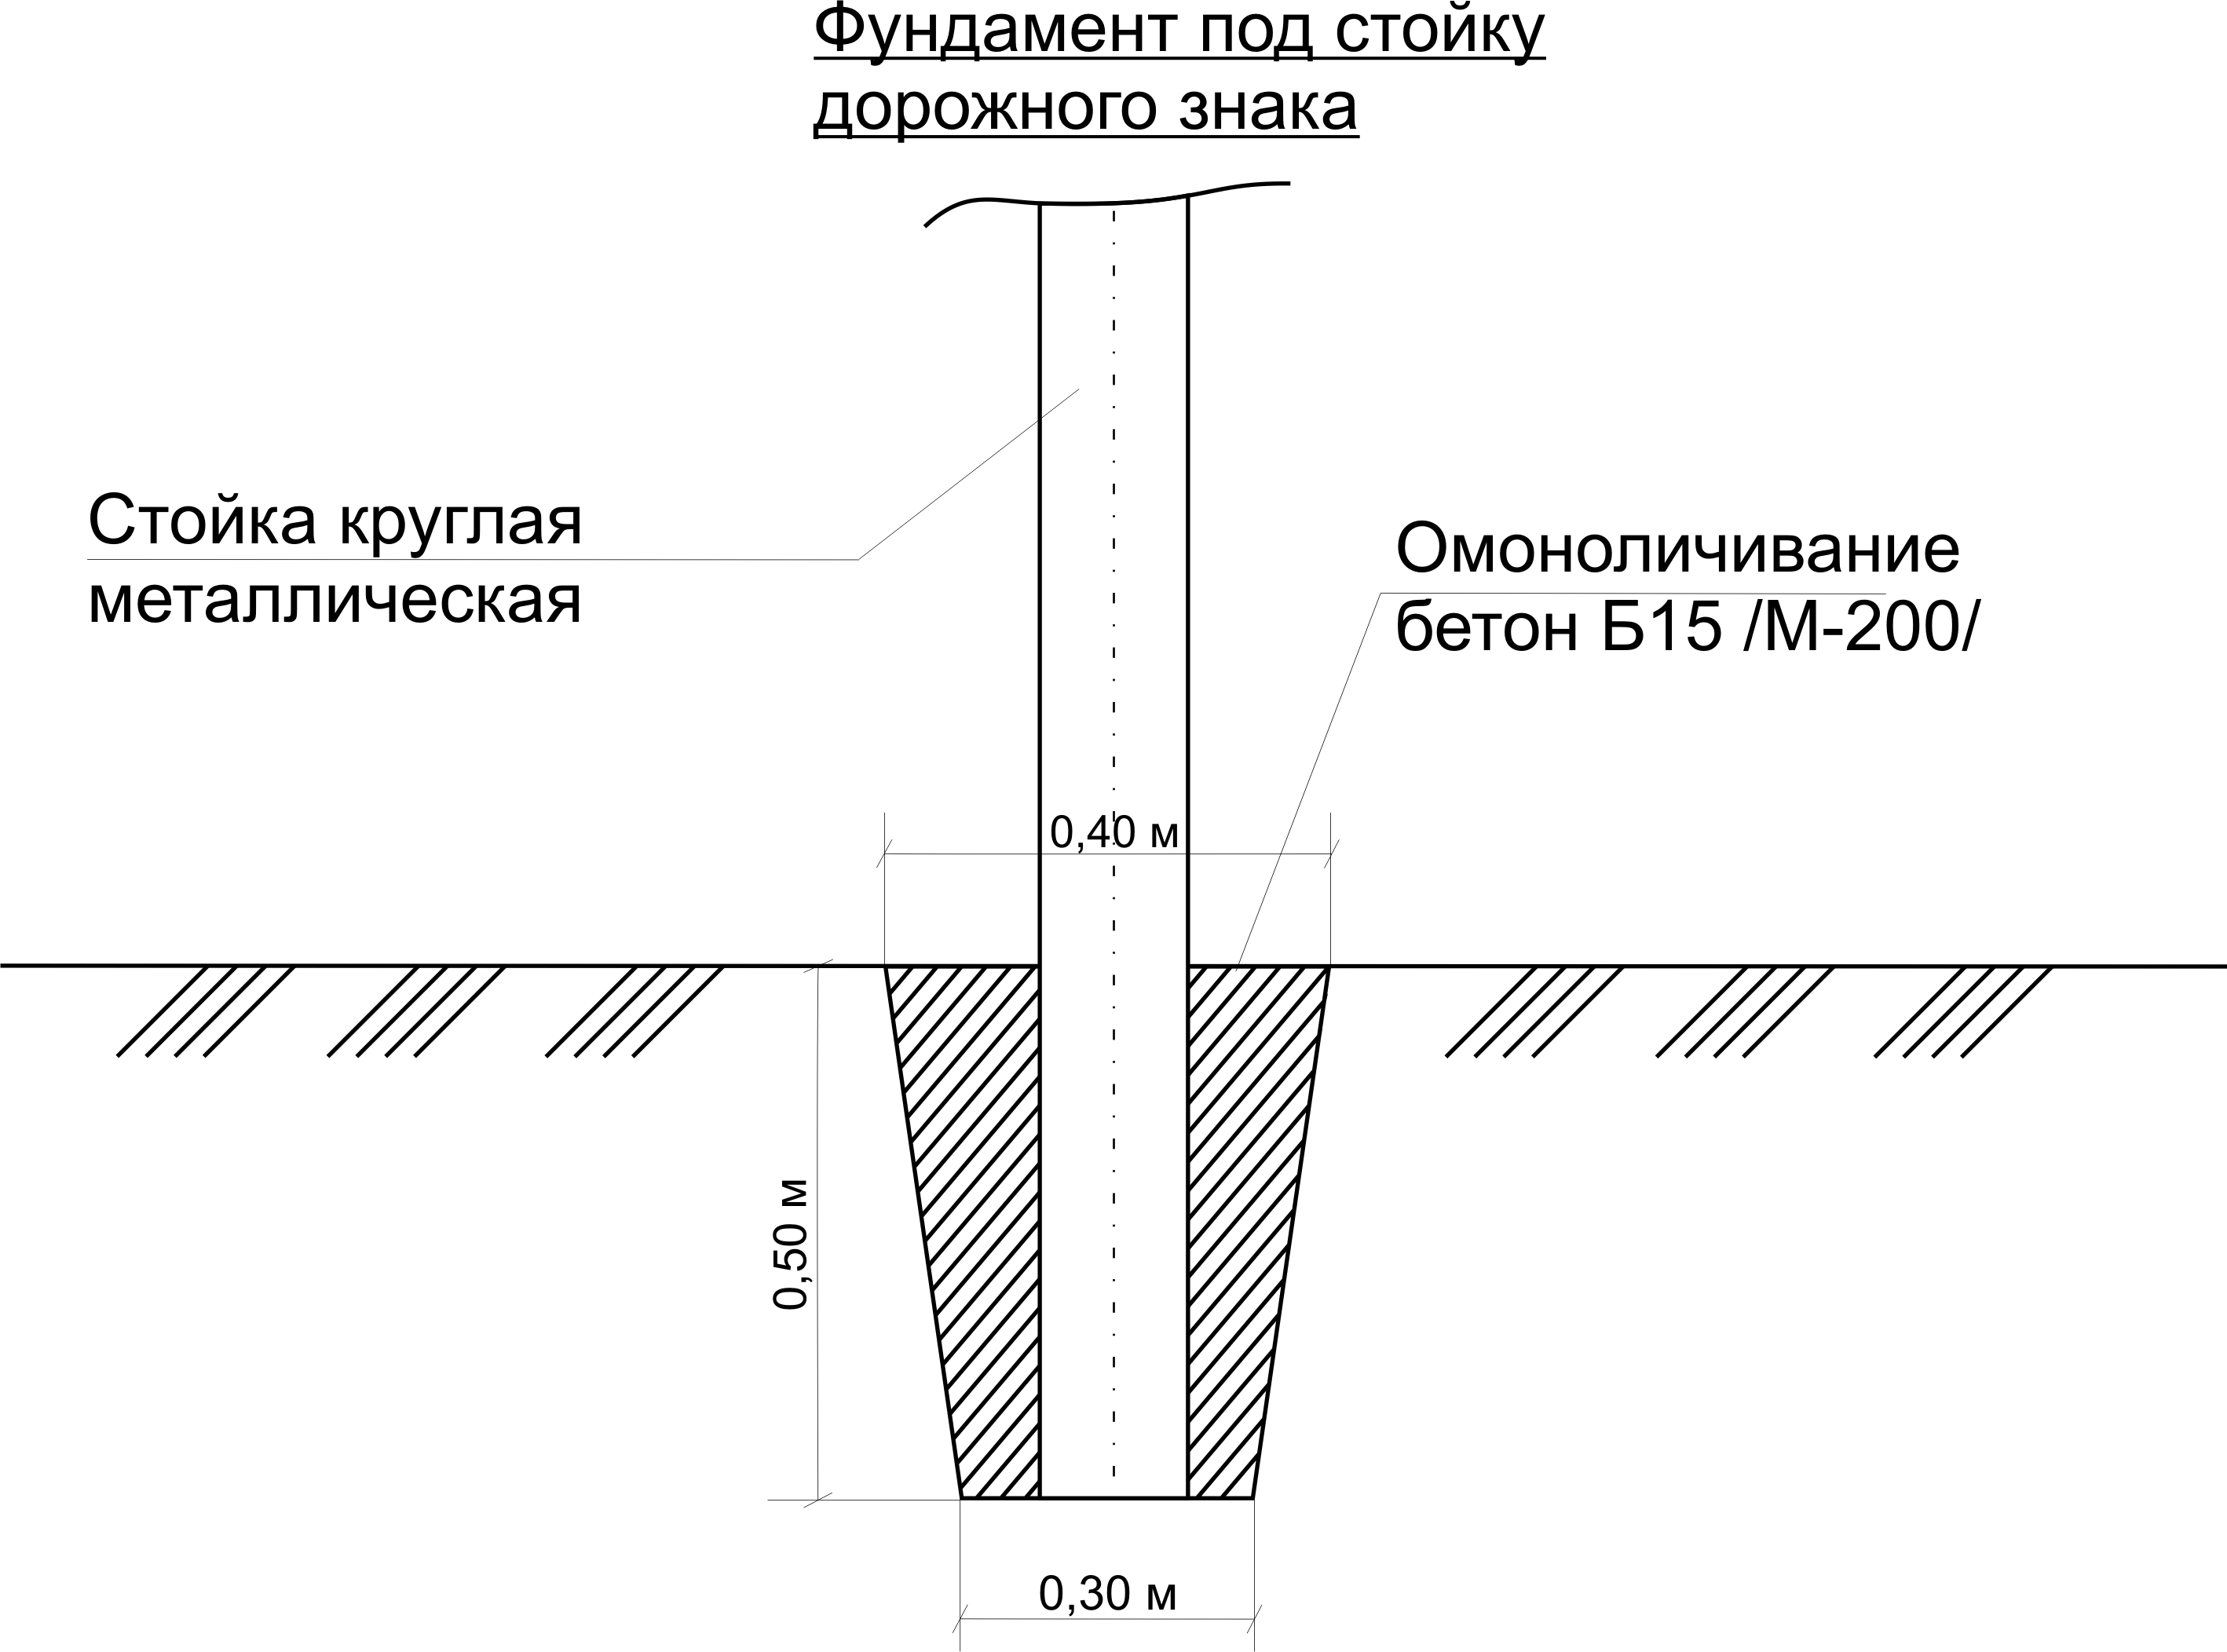 Фундамент под стойку
дорожного знака
Стойка круглая
металлическая
Омоноличивание
бетон Б15 /М-200/
0,40 м
0,50 м
0,30 м